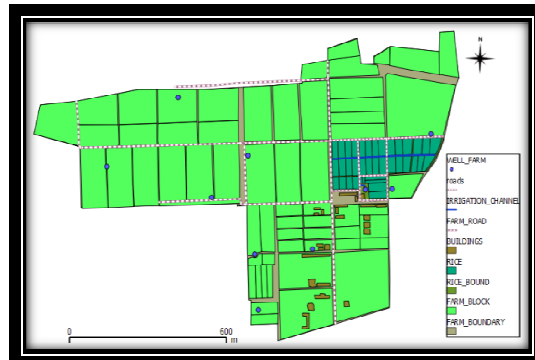 N
WELL_FARM
roads
IRRIGATION_CHANNEL
FARM_ROAD
BUILDINGS
RICE
RICE_BOUND
FARM_BLOCK
FARM_BOUNDARY
0 600
m